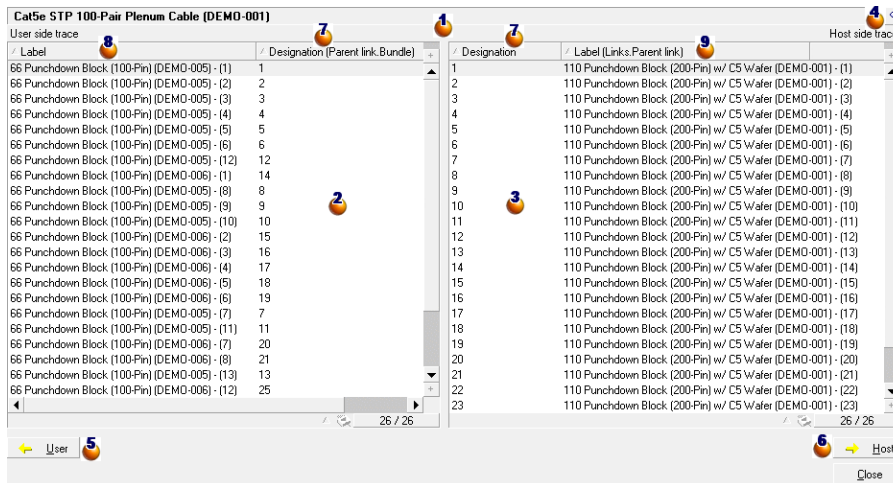 Cat5e STP 100-Pair Plenum Cable (DEMO-001) 1 4
User side trace Host side trac
8 7 7 9
Label Designation (Parent link.Bundle) Designation Label (Links.Parent link)
66 Punchdown Block (100-Pin) (DEMO-005) - (1) 1 1 110 Punchdown Block (200-Pin) w/ C5 Wafer (DEMO-001) - (1)
66 Punchdown Block (100-Pin) (DEMO-005) - (2) 2 2 110 Punchdown Block (200-Pin) w/ C5 Wafer (DEMO-001) - (2)
66 Punchdown Block (100-Pin) (DEMO-005) - (3) 3 3 110 Punchdown Block (200-Pin) w/ C5 Wafer (DEMO-001) - (3)
66 Punchdown Block (100-Pin) (DEMO-005) - (4) 4 4 110 Punchdown Block (200-Pin) w/ C5 Wafer (DEMO-001) - (4)
66 Punchdown Block (100-Pin) (DEMO-005) - (5) 5 5 110 Punchdown Block (200-Pin) w/ C5 Wafer (DEMO-001) - (5)
66 Punchdown Block (100-Pin) (DEMO-005) - (6) 6 6 110 Punchdown Block (200-Pin) w/ C5 Wafer (DEMO-001) - (6)
66 Punchdown Block (100-Pin) (DEMO-005) - (12) 12 7 110 Punchdown Block (200-Pin) w/ C5 Wafer (DEMO-001) - (7)
66 Punchdown Block (100-Pin) (DEMO-006) - (1) 14 8 110 Punchdown Block (200-Pin) w/ C5 Wafer (DEMO-001) - (8)
66 Punchdown Block (100-Pin) (DEMO-005) - (8) 8 9 110 Punchdown Block (200-Pin) w/ C5 Wafer (DEMO-001) - (9)
66 Punchdown Block (100-Pin) (DEMO-005) - (9) 9 2 10 3 110 Punchdown Block (200-Pin) w/ C5 Wafer (DEMO-001) - (10)
66 Punchdown Block (100-Pin) (DEMO-005) - (10) 10 11 110 Punchdown Block (200-Pin) w/ C5 Wafer (DEMO-001) - (11)
66 Punchdown Block (100-Pin) (DEMO-006) - (2) 15 12 110 Punchdown Block (200-Pin) w/ C5 Wafer (DEMO-001) - (12)
66 Punchdown Block (100-Pin) (DEMO-006) - (3) 16 13 110 Punchdown Block (200-Pin) w/ C5 Wafer (DEMO-001) - (13)
66 Punchdown Block (100-Pin) (DEMO-006) - (4) 17 14 110 Punchdown Block (200-Pin) w/ C5 Wafer (DEMO-001) - (14)
66 Punchdown Block (100-Pin) (DEMO-006) - (5) 18 15 110 Punchdown Block (200-Pin) w/ C5 Wafer (DEMO-001) - (15)
66 Punchdown Block (100-Pin) (DEMO-006) - (6) 19 16 110 Punchdown Block (200-Pin) w/ C5 Wafer (DEMO-001) - (16)
66 Punchdown Block (100-Pin) (DEMO-005) - (7) 7 17 110 Punchdown Block (200-Pin) w/ C5 Wafer (DEMO-001) - (17)
66 Punchdown Block (100-Pin) (DEMO-005) - (11) 11 18 110 Punchdown Block (200-Pin) w/ C5 Wafer (DEMO-001) - (18)
66 Punchdown Block (100-Pin) (DEMO-006) - (7) 20 19 110 Punchdown Block (200-Pin) w/ C5 Wafer (DEMO-001) - (19)
66 Punchdown Block (100-Pin) (DEMO-006) - (8) 21 20 110 Punchdown Block (200-Pin) w/ C5 Wafer (DEMO-001) - (20)
66 Punchdown Block (100-Pin) (DEMO-005) - (13) 13 21 110 Punchdown Block (200-Pin) w/ C5 Wafer (DEMO-001) - (21)
66 Punchdown Block (100-Pin) (DEMO-006) - (12) 25 22 110 Punchdown Block (200-Pin) w/ C5 Wafer (DEMO-001) - (22)
23 110 Punchdown Block (200-Pin) w/ C5 Wafer (DEMO-001) - (23)
26 / 26 26 / 26
User 5 6 Host
Close